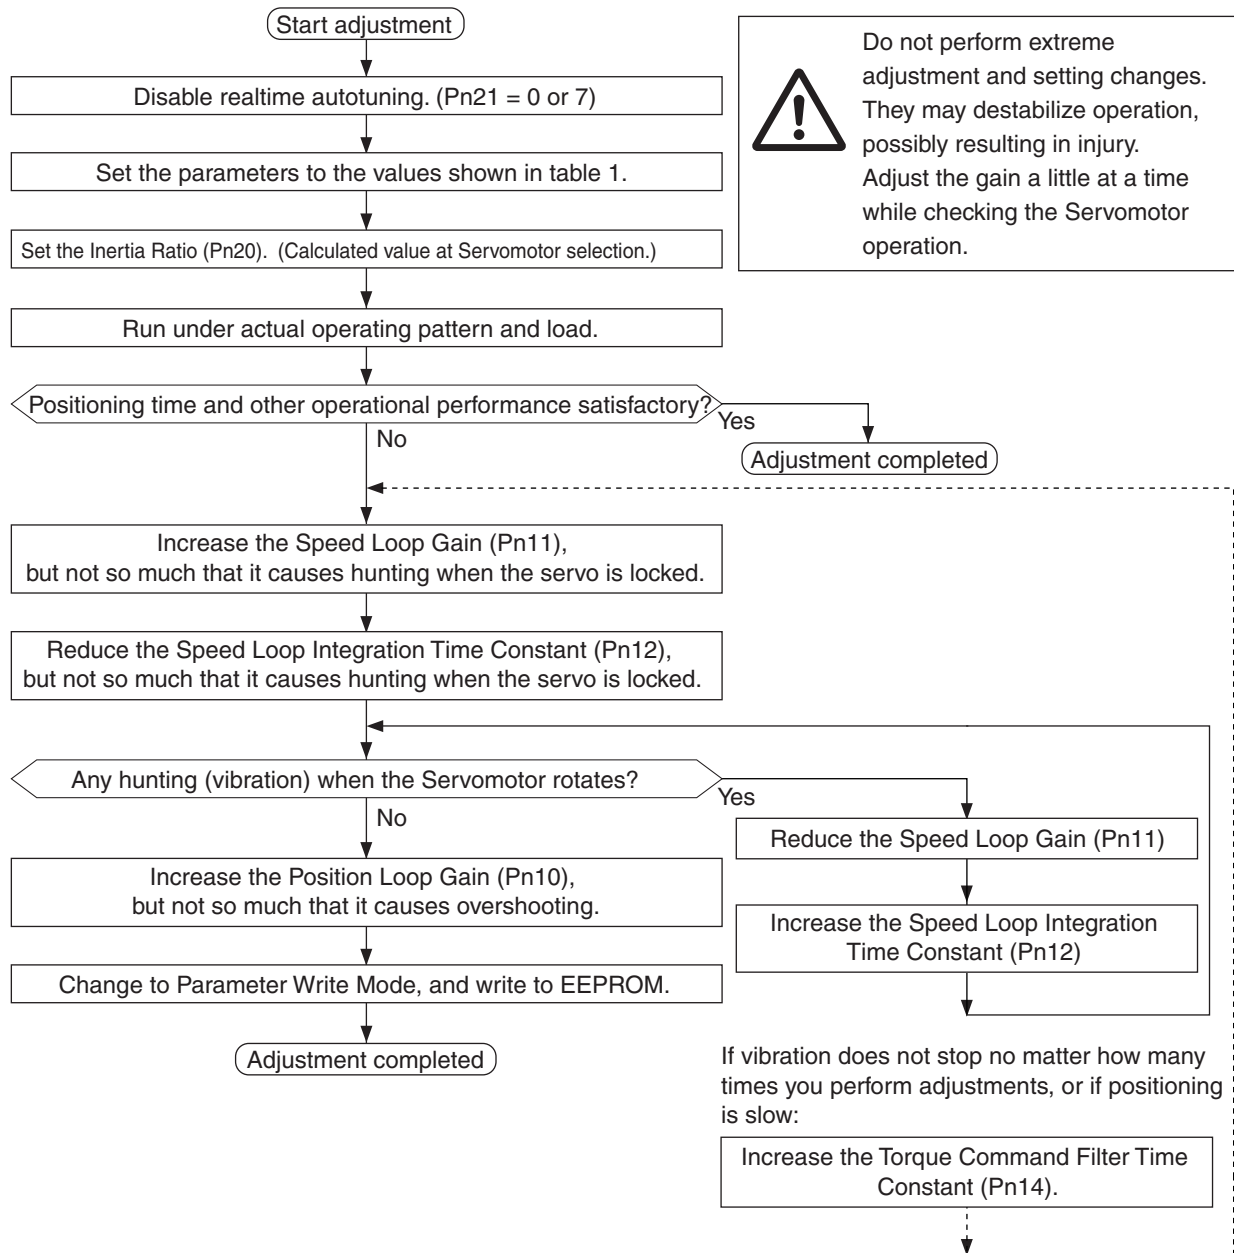 Start adjustment
Disable realtime autotuning. (Pn21 = 0 or 7)
Set the parameters to the values shown in table 1.
Set the Inertia Ratio (Pn20). (Calculated value at Servomotor selection.)
Run under actual operating pattern and load.
Do not perform extreme
adjustment and setting changes.
They may destabilize operation,
possibly resulting in injury.
Adjust the gain a little at a time
while checking the Servomotor
operation.
Positioning time and other operational performance satisfactory?
Yes
No
Adjustment completed
Increase the Speed Loop Gain (Pn11),
but not so much that it causes hunting when the servo is locked.
Reduce the Speed Loop Integration Time Constant (Pn12),
but not so much that it causes hunting when the servo is locked.
Any hunting (vibration) when the Servomotor rotates?
Yes
No
Reduce the Speed Loop Gain (Pn11)
Increase the Speed Loop Integration
Time Constant (Pn12)
Increase the Position Loop Gain (Pn10),
but not so much that it causes overshooting.
Change to Parameter Write Mode, and write to EEPROM.
Adjustment completed
If vibration does not stop no matter how many
times you perform adjustments, or if positioning
is slow:
Increase the Torque Command Filter Time
Constant (Pn14).